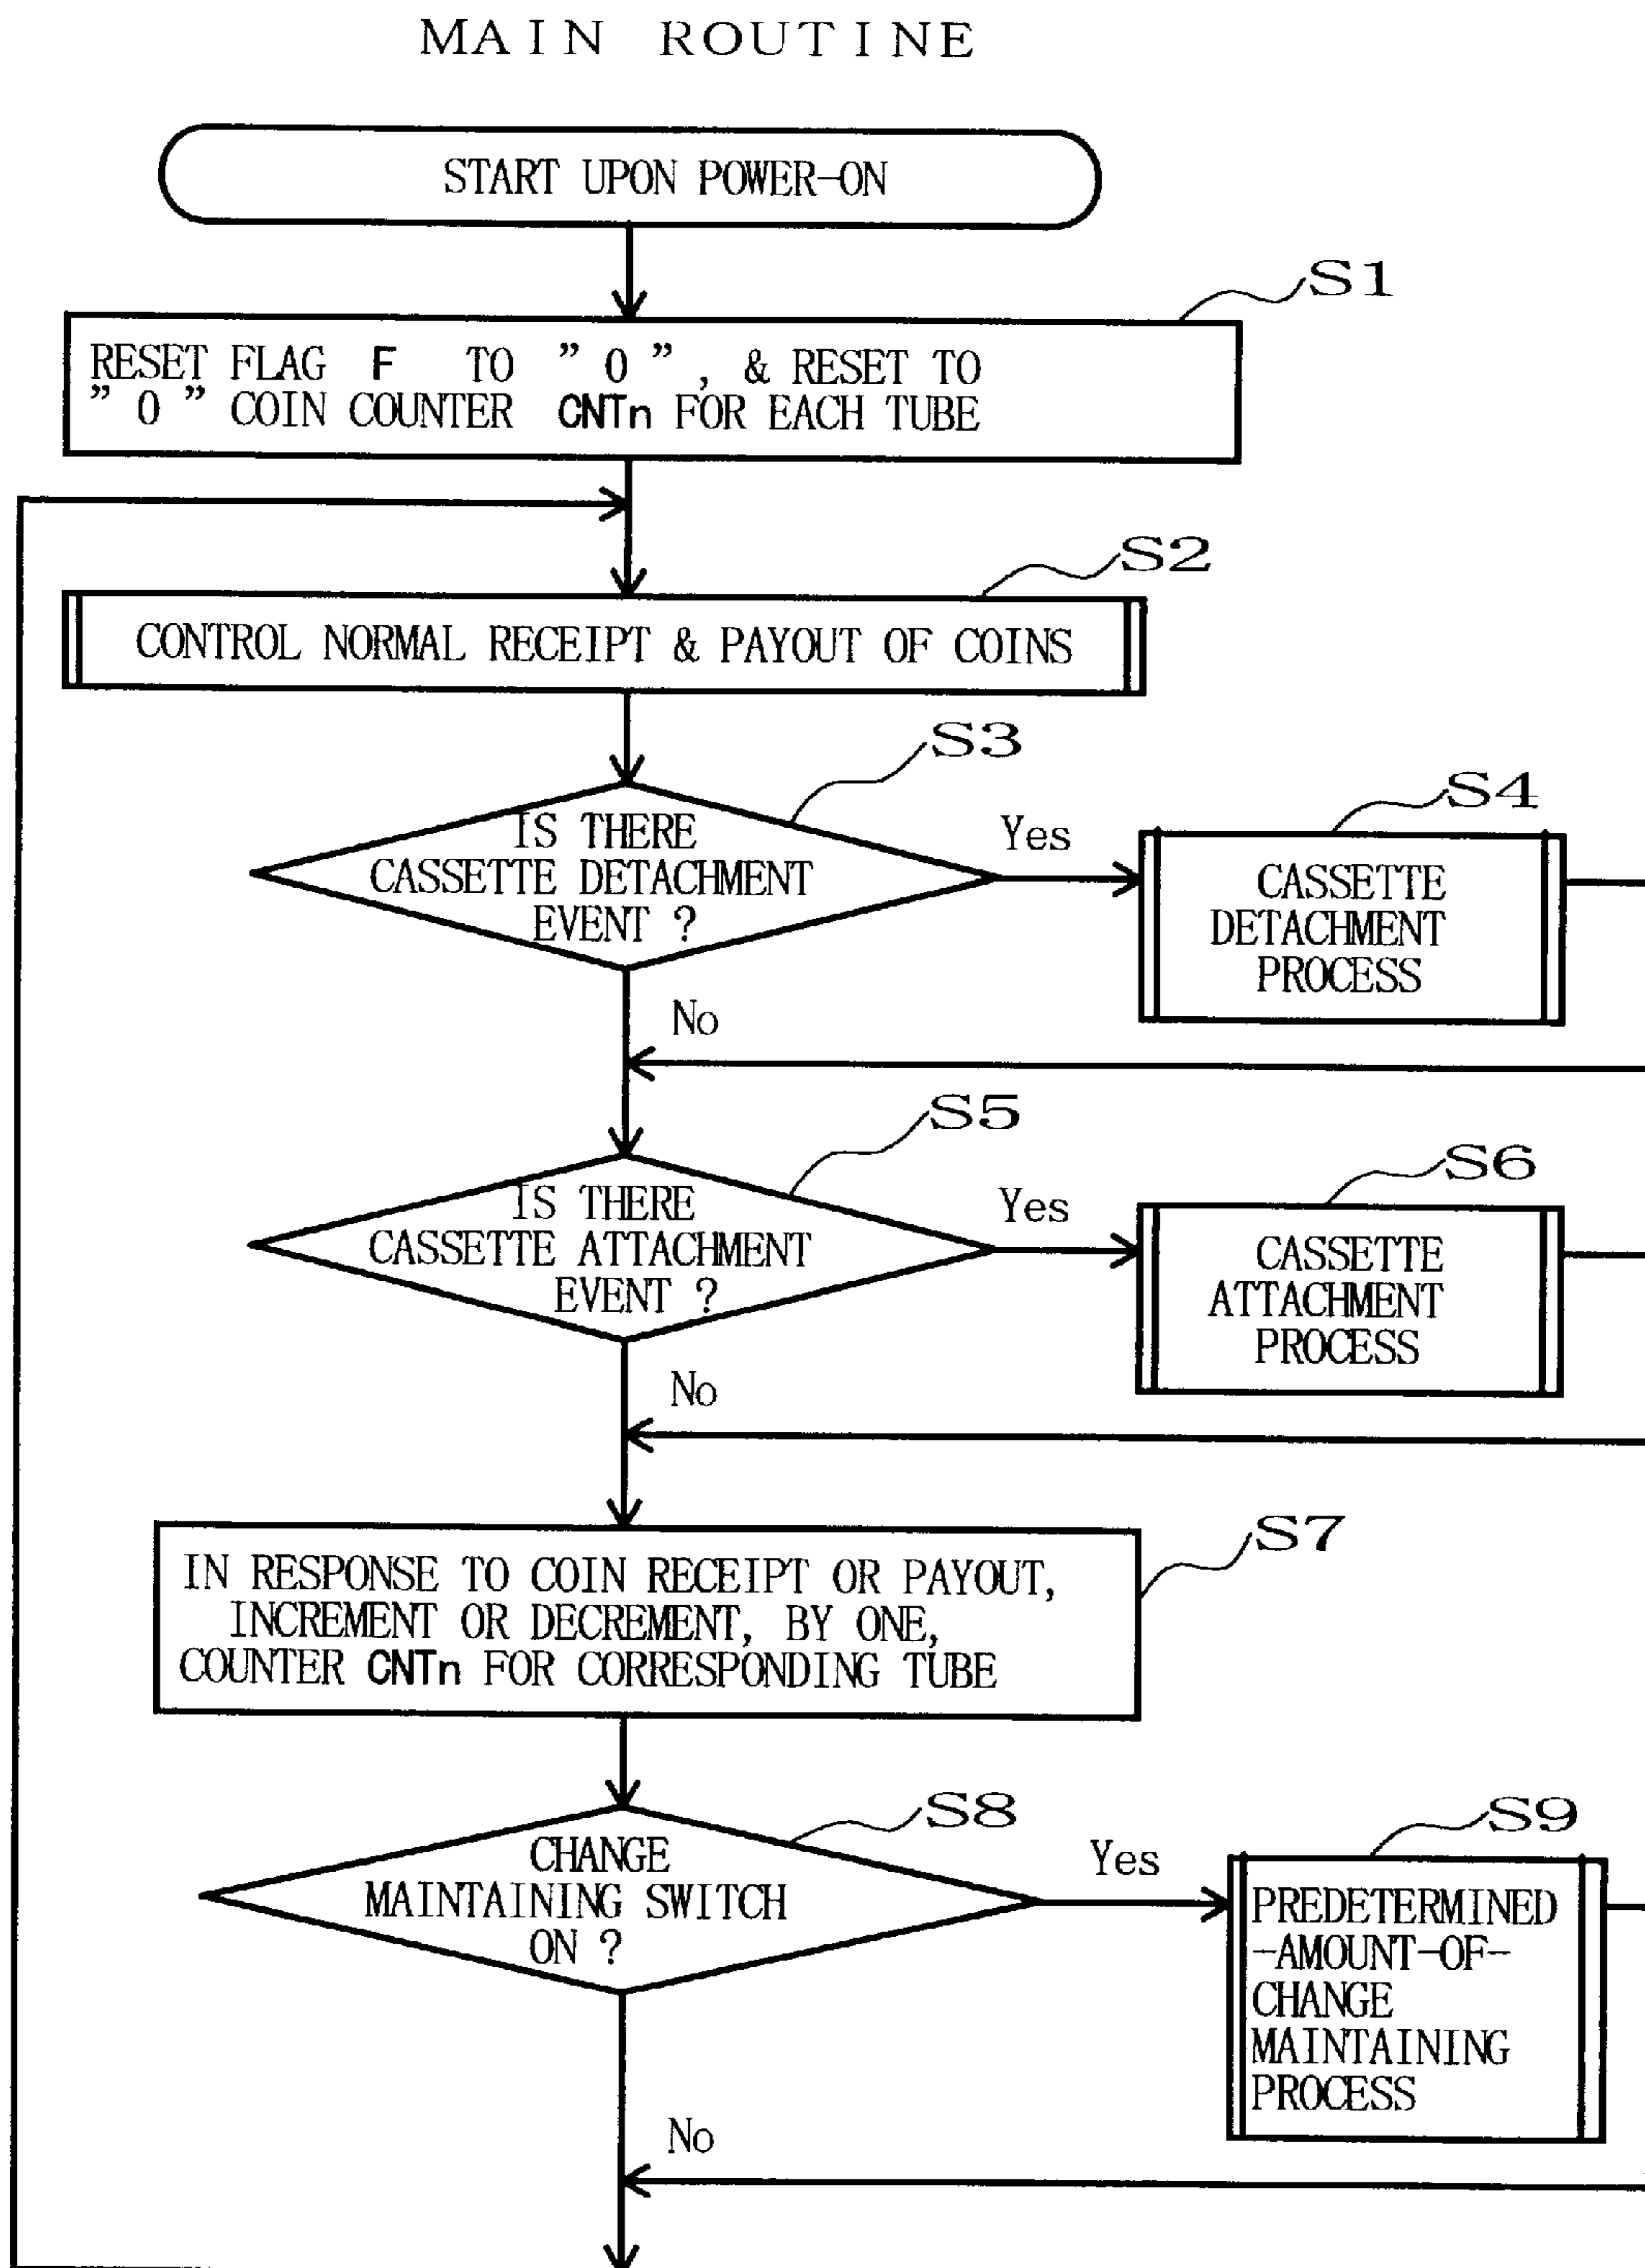 MAIN ROUTINE
START UPON POWER-ON
S1
RESET FLAG F TO " 0 ", & RESET TO
" 0 " COIN COUNTER CNTn FOR EACH TUBE
S2
CONTROL NORMAL RECEIPT & PAYOUT OF COINS
S3
IS THERE
CASSETTE DETACHMENT
EVENT ?
Yes
S4
CASSETTE
DETACHMENT
PROCESS
No
S5
IS THERE
CASSETTE ATTACHMENT
EVENT ?
Yes
S6
CASSETTE
ATTACHMENT
PROCESS
No
S7
IN RESPONSE TO COIN RECEIPT OR PAYOUT,
INCREMENT OR DECREMENT, BY ONE,
COUNTER CNTn FOR CORRESPONDING TUBE
S8
CHANGE
MAINTAINING SWITCH
ON ?
Yes
S9
PREDETERMINED
-AMOUNT-OF-
CHANGE
MAINTAINING
PROCESS
No